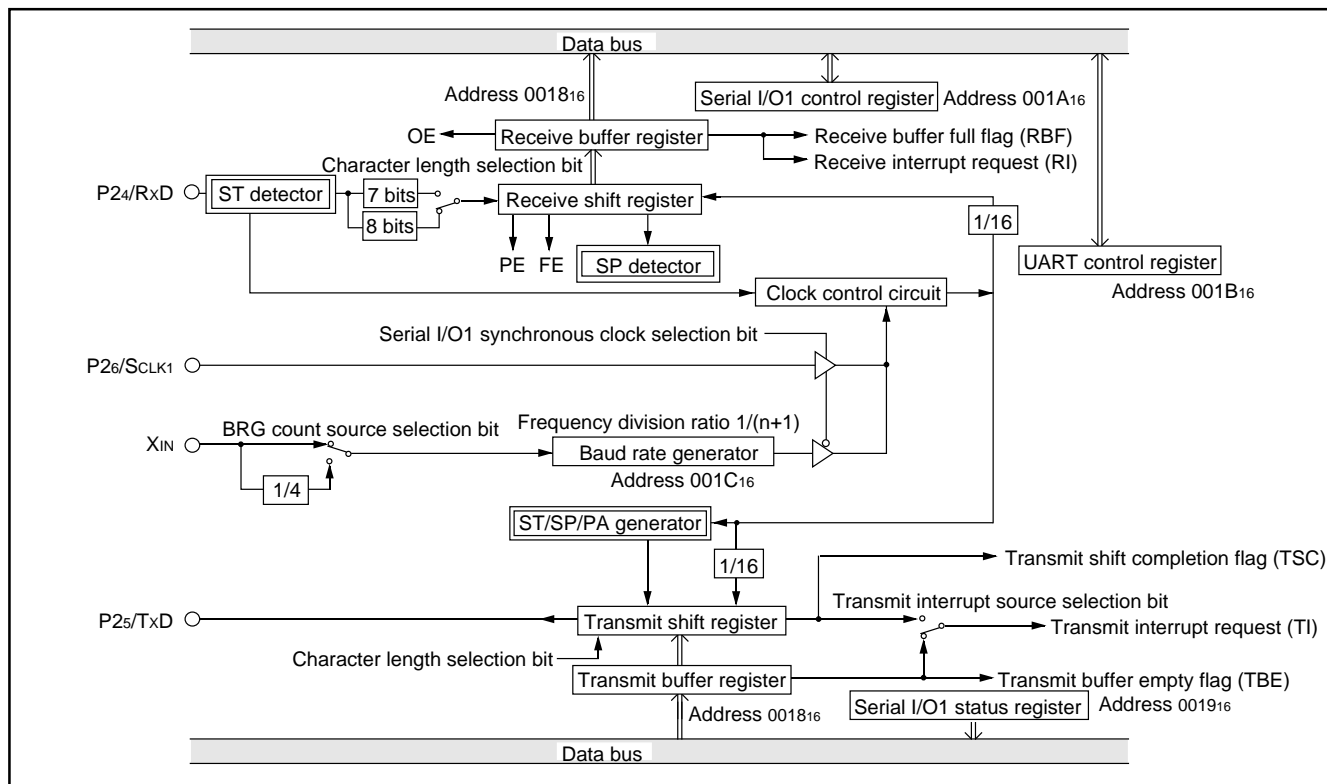 Data bus
Address 0018₁₆
Serial I/O1 control register
Address 001A₁₆
OE
Receive buffer register
Receive buffer full flag (RBF)
Receive interrupt request (RI)
Character length selection bit
P2₄/RxD
ST detector
7 bits
8 bits
Receive shift register
1/16
PE
FE
SP detector
UART control register
Address 001B₁₆
Clock control circuit
Serial I/O1 synchronous clock selection bit
P2₆/SCLK1
XIN
BRG count source selection bit
Frequency division ratio 1/(n+1)
Baud rate generator
Address 001C₁₆
1/4
ST/SP/PA generator
1/16
Transmit shift completion flag (TSC)
Transmit interrupt source selection bit
P2₅/TxD
Transmit shift register
Transmit interrupt request (TI)
Character length selection bit
Transmit buffer register
Transmit buffer empty flag (TBE)
Address 0018₁₆
Serial I/O1 status register
Address 0019₁₆
Data bus